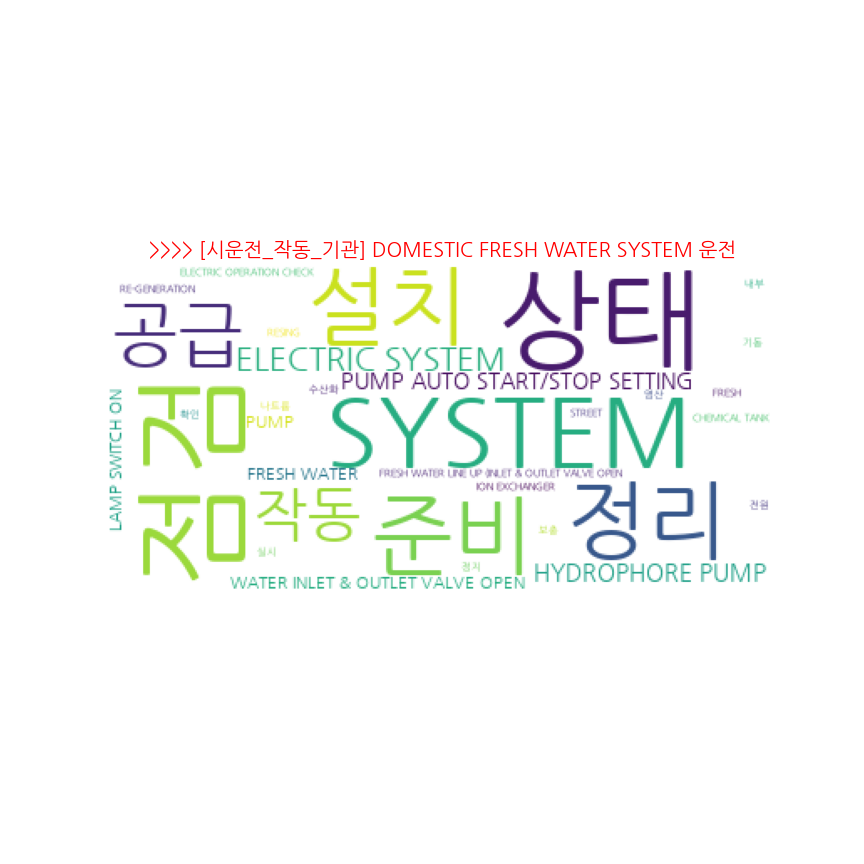 >>>> [시운전_작동_기관] DOMESTIC FRESH WATER SYSTEM 운전
ELECTRIC OPERATION CHECK
RE-GENERATION
내부
공급
설치
상태
RESING
기동
ELECTRIC SYSTEM
PUMP AUTO START/STOP SETTING
수산화
염산
FRESH
LAMP SWITCH ON
점검
확인
나트륨
PUMP
SYSTEM
STREET
CHEMICAL TANK
FRESH WATER
FRESH WATER LINE UP (INLET & OUTLET VALVE OPEN
ION EXCHANGER
작동
준비
정리
전원
보충
실시
정지
HYDROPHORE PUMP
WATER INLET & OUTLET VALVE OPEN